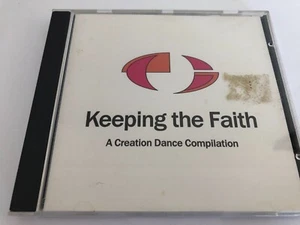 Keeping the Faith
A Creation Dance Compilation